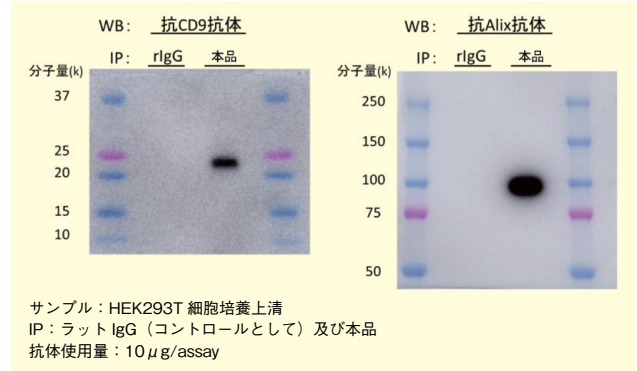 WB: 抗CD9抗体
IP: rIgG 本品
分子量(k)
37
25
20
15
10
WB: 抗Alix抗体
IP: rIgG 本品
分子量(k)
250
150
100
75
50
サンプル：HEK293T 細胞培養上清
IP：ラット IgG（コントロールとして）及び本品
抗体使用量：10μg/assay